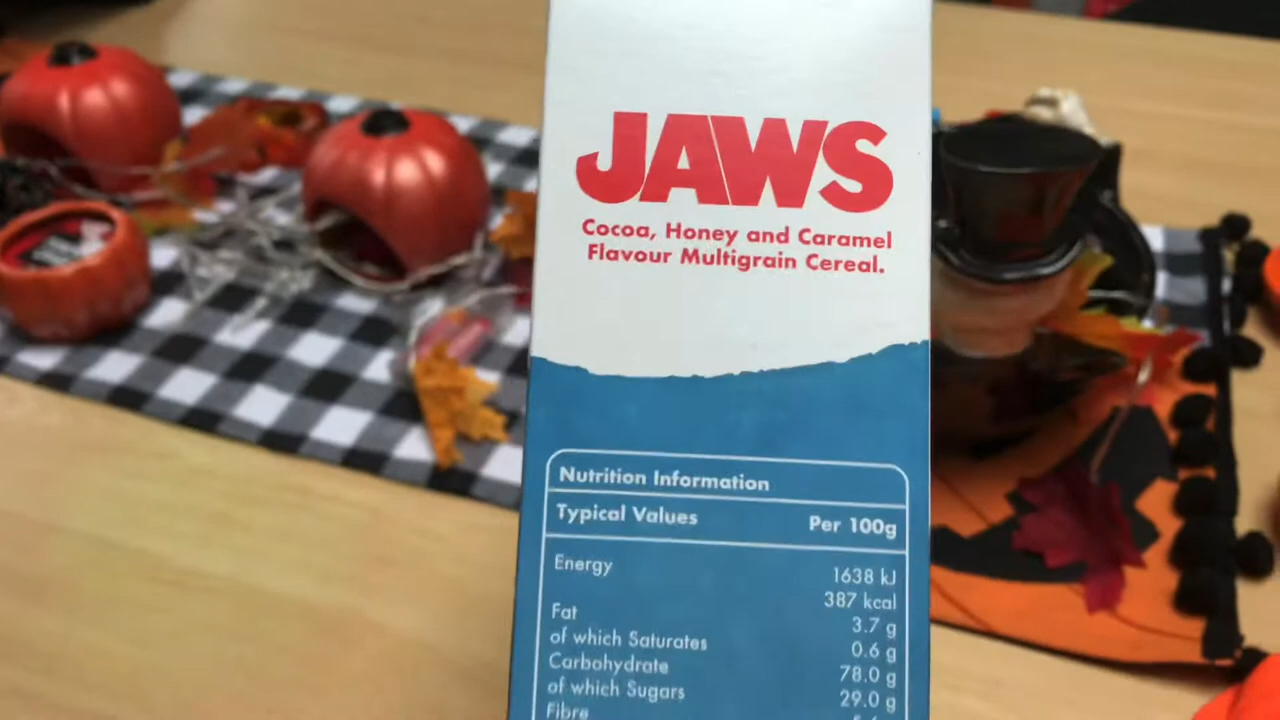 JAWS
Cocoa, Honey and Caramel
Flavour Multigrain Cereal.
Nutrition Information
Typical Values Per 100g
Energy 1638 kJ
387 kcal
Fat 3.7 g
of which Saturates 0.6 g
Carbohydrate 78.0 g
of which Sugars 29.0 g
Fibre